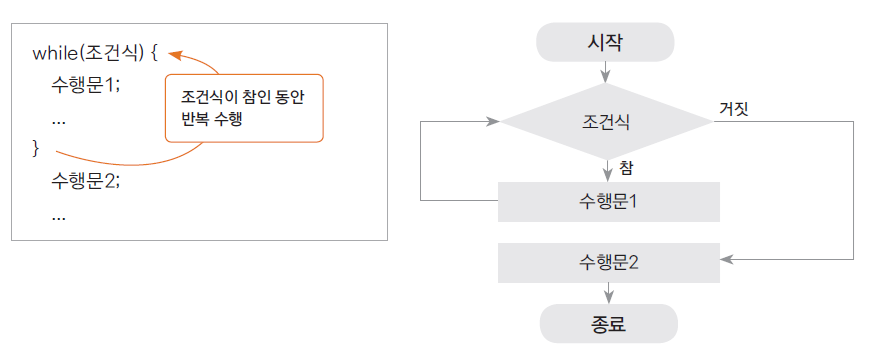 while(조건식) {
수행문1;
...
}
수행문2;
...
조건식이 참인 동안
반복 수행
시작
조건식
거짓
참
수행문1
수행문2
종료